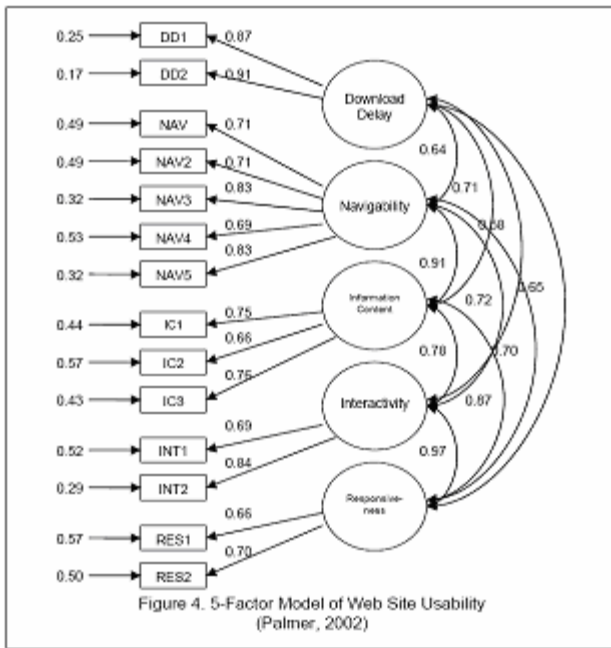 0.25 DD1 0.87
0.17 DD2 0.91
Download
Delay
0.49 NAV 0.71
0.64
0.49 NAV2 0.71
0.71
0.32 NAV3 0.83
Navigability
0.53 NAV4 0.69
0.32 NAV5 0.83
0.68
0.91
0.65
Information
Content
0.44 IC1 0.75
0.72
0.57 IC2 0.66
0.78
0.70
0.43 IC3 0.75
Interactivity
0.87
0.52 INT1 0.69
0.29 INT2 0.84
0.97
Responsive-
ness
0.57 RES1 0.66
0.50 RES2 0.70
Figure 4. 5-Factor Model of Web Site Usability
(Palmer, 2002)